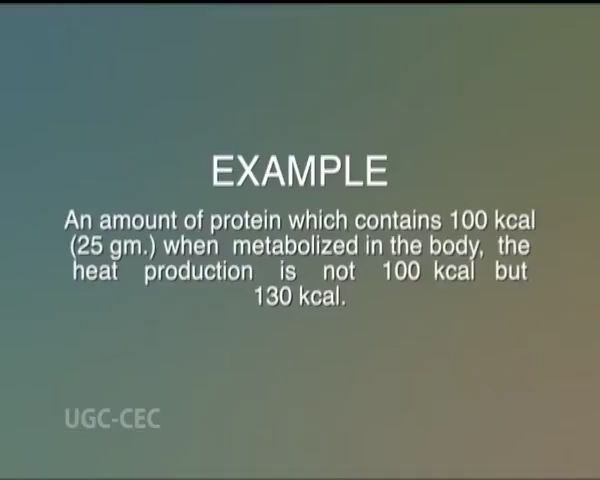 EXAMPLE
An amount of protein which contains 100 kcal
(25 gm.) when metabolized in the body, the
heat production is not 100 kcal but
130 kcal.
UGC-CEC